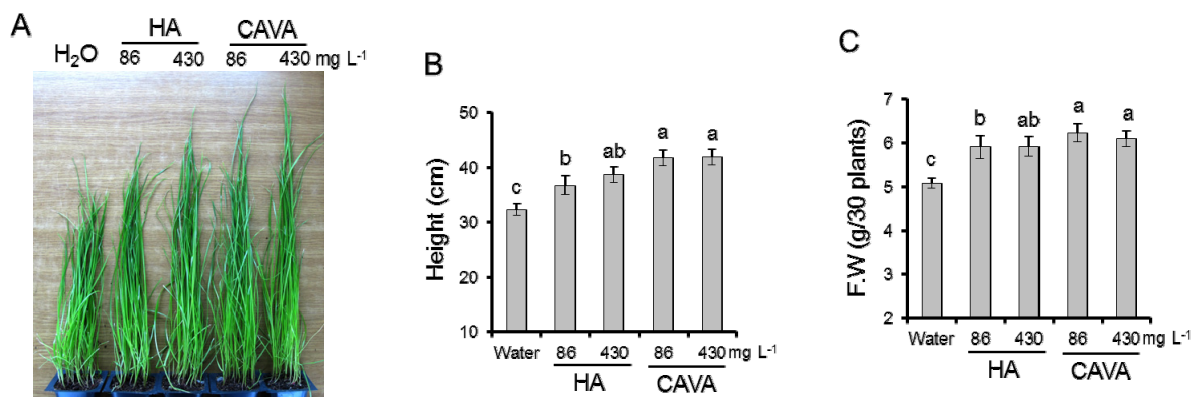 A
HA
CAVA
H₂O
86
430
86
430 mg L⁻¹
B
Height (cm)
50
40
30
20
10
c
b
ab
a
a
Water
86
430
86
430 mg L⁻¹
HA
CAVA
C
F.W (g/30 plants)
7
6
5
4
3
2
c
b
ab
a
a
Water
86
430
86
430 mg L⁻¹
HA
CAVA